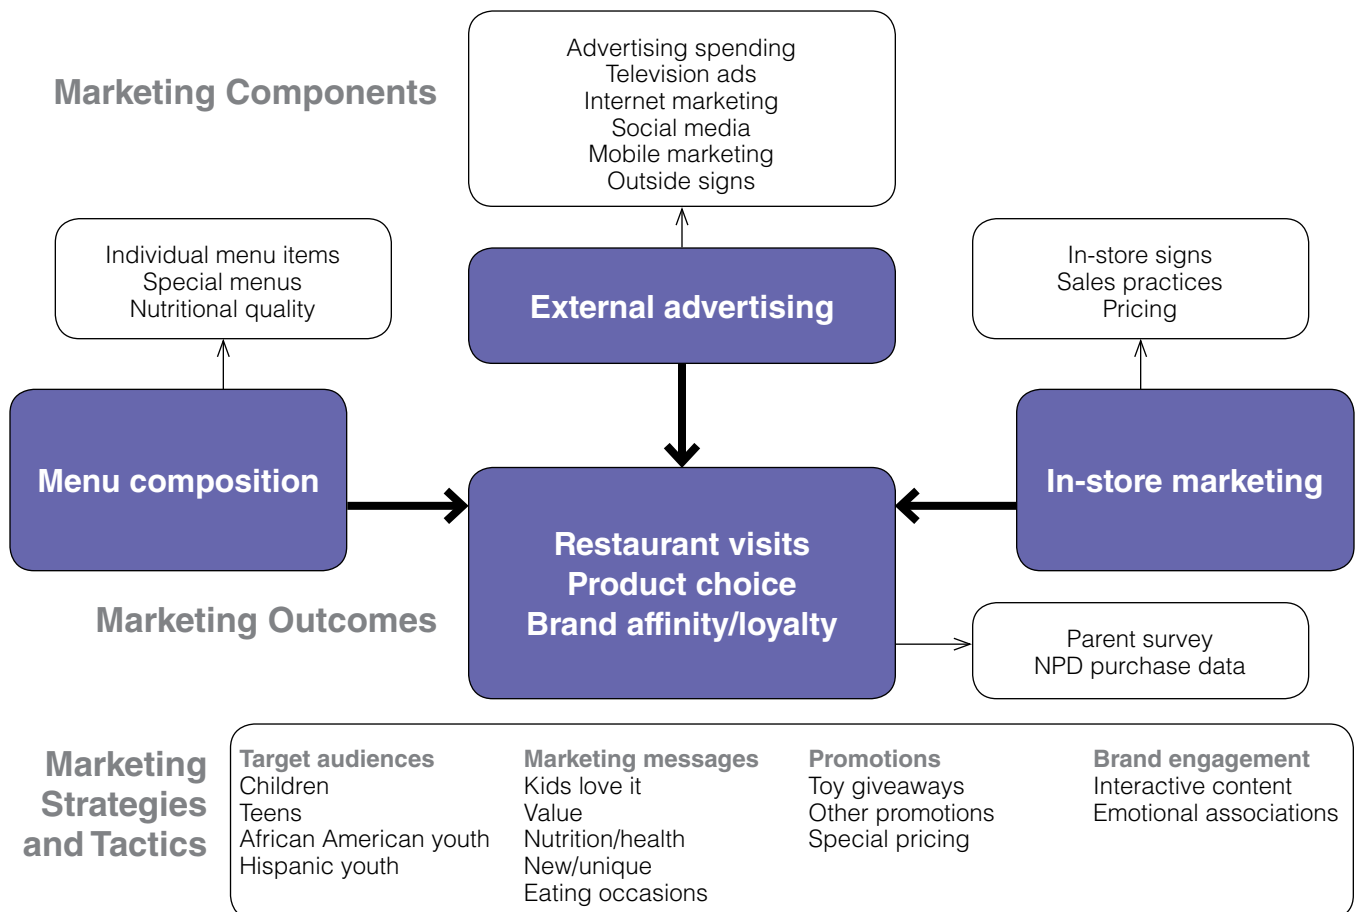 Marketing Components
Advertising spending
Television ads
Internet marketing
Social media
Mobile marketing
Outside signs
Individual menu items
Special menus
Nutritional quality
External advertising
In-store signs
Sales practices
Pricing
Menu composition
In-store marketing
Restaurant visits
Product choice
Brand affinity/loyalty
Marketing Outcomes
Parent survey
NPD purchase data
Marketing
Strategies
and Tactics
Target audiences
Children
Teens
African American youth
Hispanic youth
Marketing messages
Kids love it
Value
Nutrition/health
New/unique
Eating occasions
Promotions
Toy giveaways
Other promotions
Special pricing
Brand engagement
Interactive content
Emotional associations